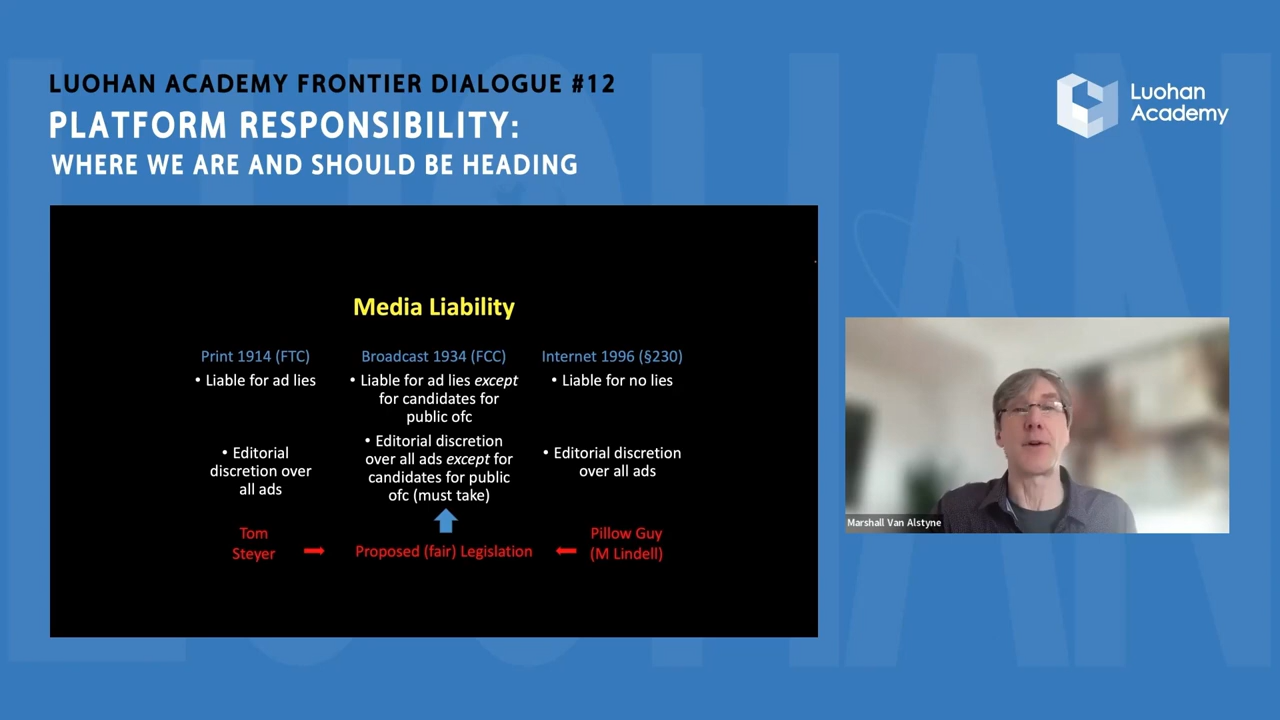 LUOHAN ACADEMY FRONTIER DIALOGUE #12
PLATFORM RESPONSIBILITY:
WHERE WE ARE AND SHOULD BE HEADING
Luohan
Academy
Media Liability
Print 1914 (FTC)
• Liable for ad lies
• Editorial
discretion over
all ads
Broadcast 1934 (FCC)
• Liable for ad lies except
for candidates for
public ofc
• Editorial discretion
over all ads except for
candidates for public
ofc (must take)
Internet 1996 (§230)
• Liable for no lies
• Editorial discretion
over all ads
Tom
Steyer
Proposed (fair) Legislation
Pillow Guy
(M Lindell)
Marshall Van Alstyne